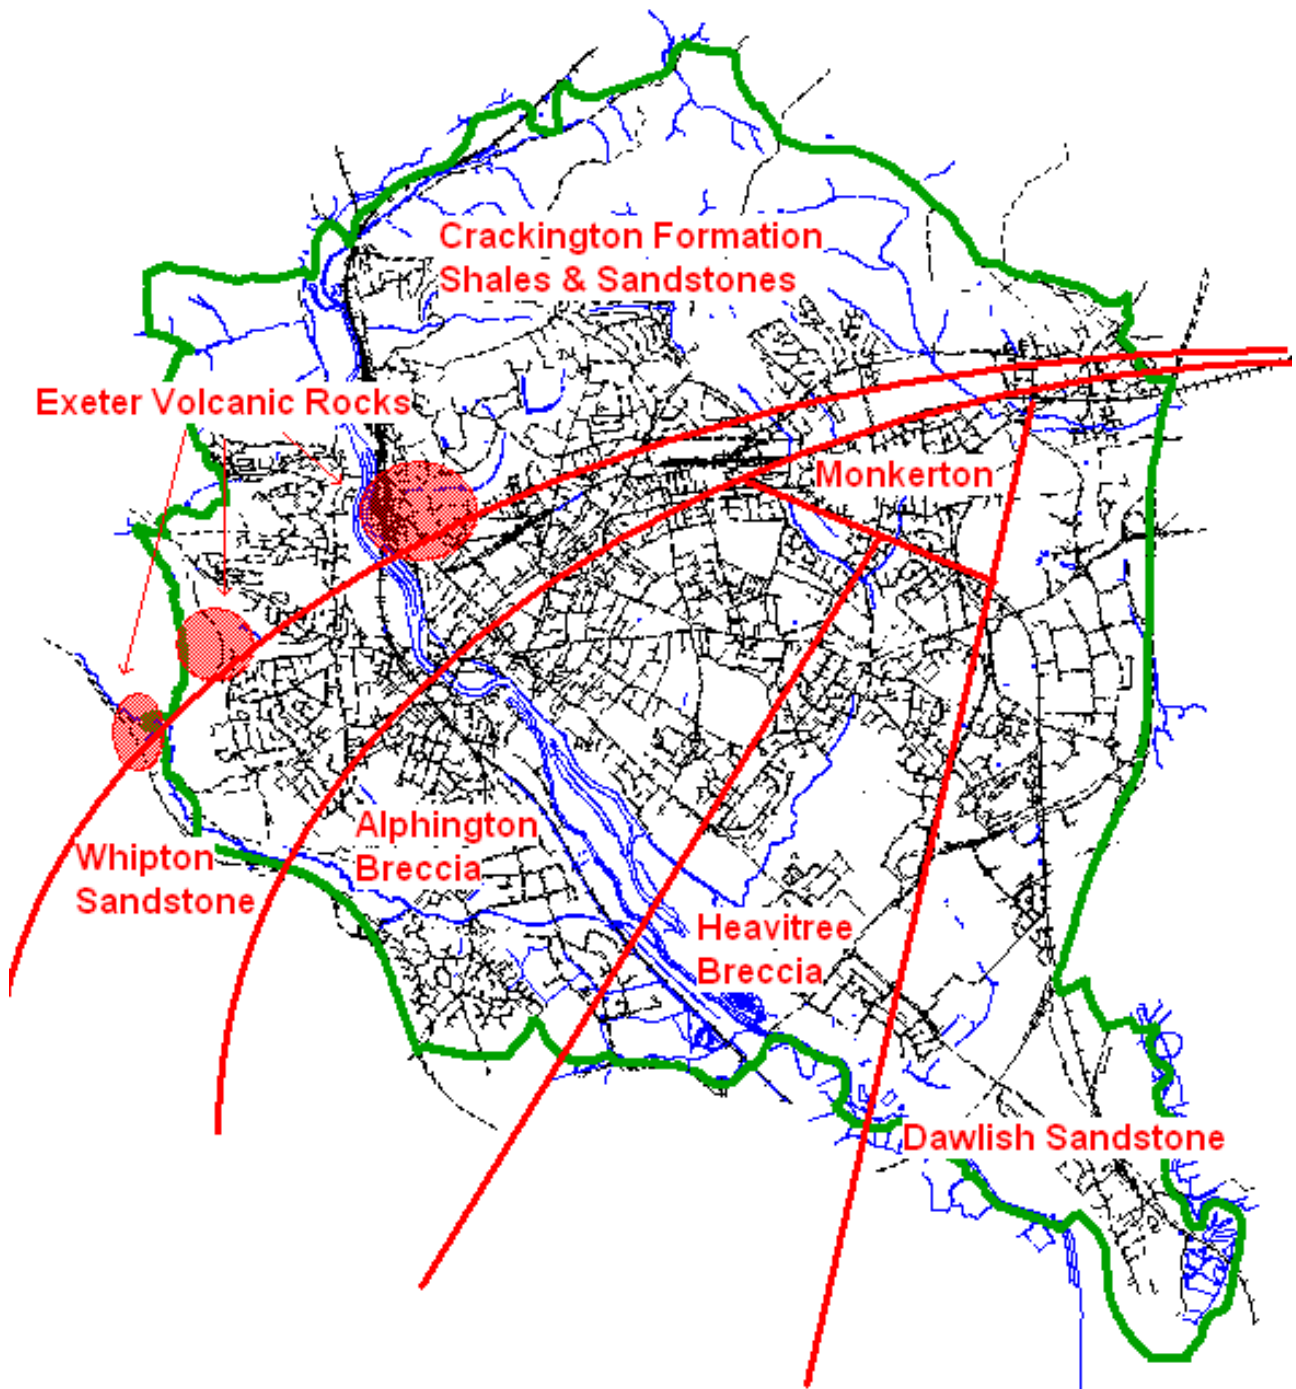 Crackington Formation
Shales & Sandstones
Exeter Volcanic Rocks
Monkerton
Alphington
Breccia
Whipton
Sandstone
Heavitree
Breccia
Dawlish Sandstone